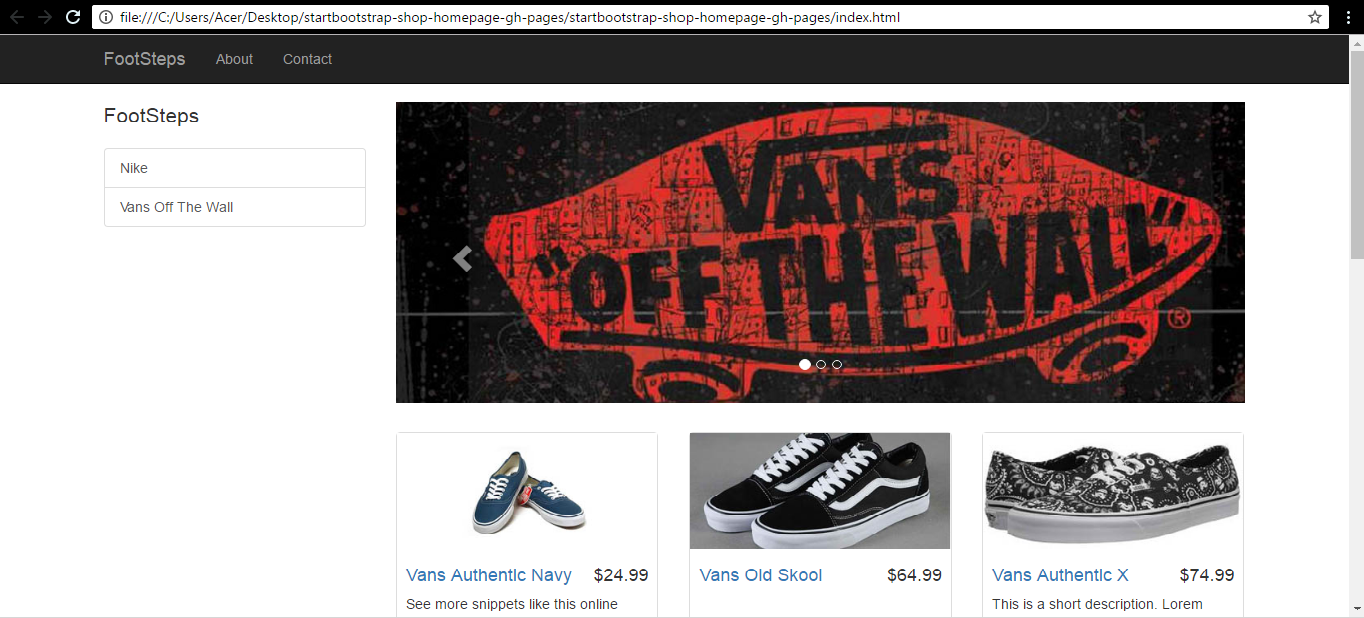 file:///C:/Users/Acer/Desktop/startbootstrap-shop-homepage-gh-pages/startbootstrap-shop-homepage-gh-pages/index.html
FootSteps About Contact
FootSteps
Nike
Vans Off The Wall
VANS
"OFF THE WALL"
®
Vans Authentic Navy $24.99
See more snippets like this online
Vans Old Skool $64.99
Vans Authentic X $74.99
This is a short description. Lorem